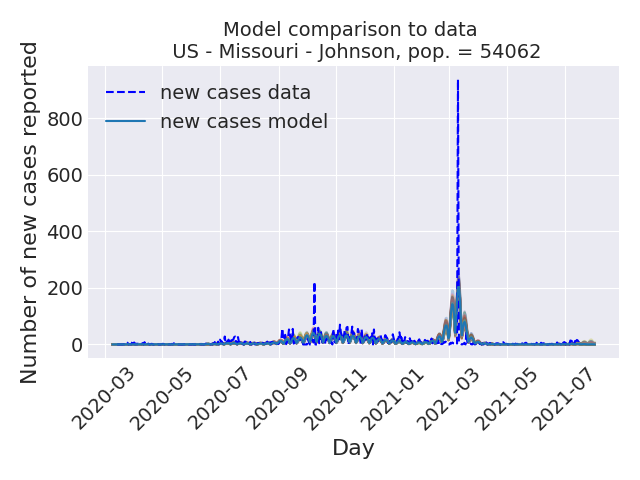 Model comparison to data
US - Missouri - Johnson, pop. = 54062
new cases data
new cases model
Number of new cases reported
800
600
400
200
0
2020-03
2020-05
2020-07
2020-09
2020-11
2021-01
2021-03
2021-05
2021-07
Day